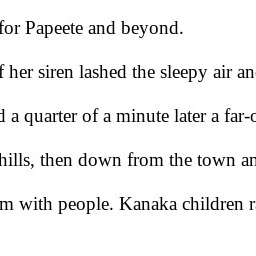 for Papeete and beyond.
f her siren lashed the sleepy air an
d a quarter of a minute later a far-o
hills, then down from the town an
m with people. Kanaka children r